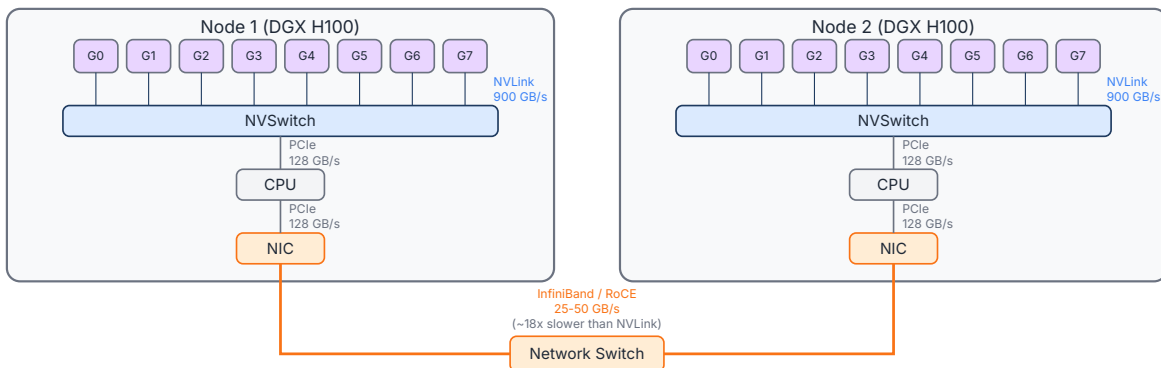 Node 1 (DGX H100)
G0 G1 G2 G3 G4 G5 G6 G7
NVLink
900 GB/s
NVSwitch
PCIe
128 GB/s
CPU
PCIe
128 GB/s
NIC
Node 2 (DGX H100)
G0 G1 G2 G3 G4 G5 G6 G7
NVLink
900 GB/s
NVSwitch
PCIe
128 GB/s
CPU
PCIe
128 GB/s
NIC
InfiniBand / RoCE
25-50 GB/s
(~18x slower than NVLink)
Network Switch